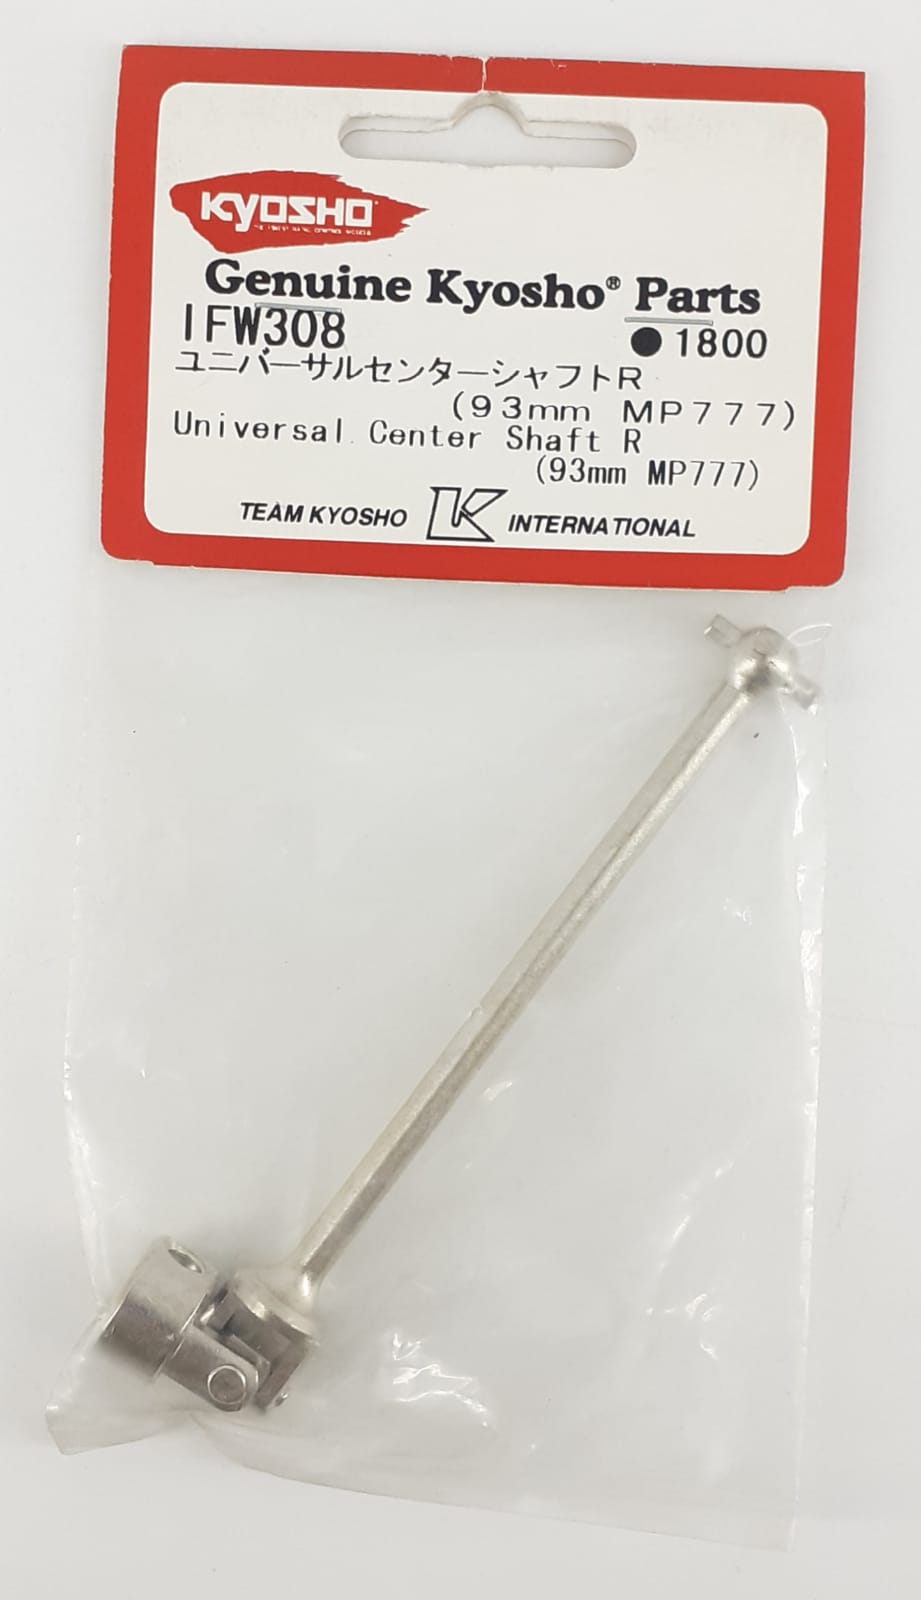 KYOSHO
Genuine Kyosho® Parts
IFW308 ●1800
ユニバーサルセンターシャフトR
(93mm MP777)
Universal Center Shaft R
(93mm MP777)
TEAM KYOSHO K INTERNATIONAL